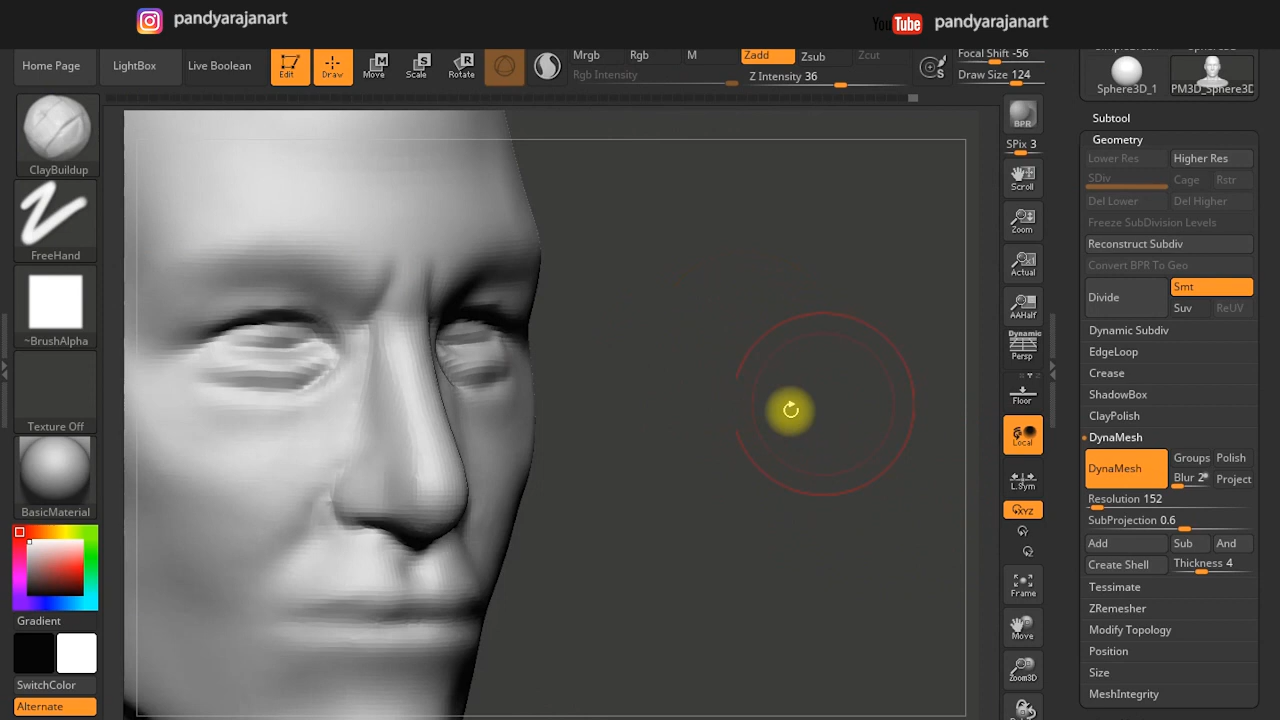 pandyarajanart
YouTube
pandyarajanart
Home Page
LightBox
Live Boolean
Edit
Draw
Move
Scale
Rotate
Mrgb
Rgb
M
Zadd
Zsub
Zcut
Rgb Intensity
Z Intensity 36
Focal Shift -56
Draw Size 124
ClayBuildup
FreeHand
~BrushAlpha
Texture Off
BasicMaterial
Gradient
SwitchColor
Alternate
BPR
SPix 3
Scroll
Zoom
Actual
AAHalf
Dynamic
Persp
Floor
Local
L.Sym
XYZ
Frame
Move
Zoom3D
Sphere3D_1
PM3D_Sphere3D
Subtool
Geometry
Lower Res
Higher Res
SDiv
Cage
Rstr
Del Lower
Del Higher
Freeze SubDivision Levels
Reconstruct Subdiv
Convert BPR To Geo
Divide
Smt
Suv
ReUV
Dynamic Subdiv
EdgeLoop
Crease
ShadowBox
ClayPolish
DynaMesh
DynaMesh
Groups
Polish
Blur 2
Project
Resolution 152
SubProjection 0.6
Add
Sub
And
Create Shell
Thickness 4
Tessimate
ZRemesher
Modify Topology
Position
Size
MeshIntegrity